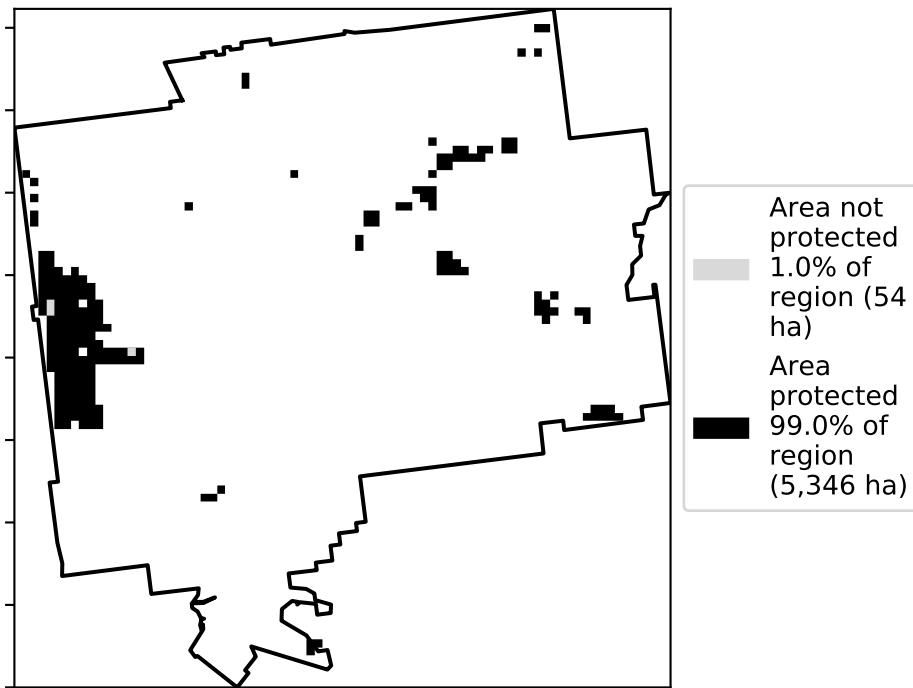 Area not
protected
1.0% of
region (54
ha)
Area
protected
99.0% of
region
(5,346 ha)